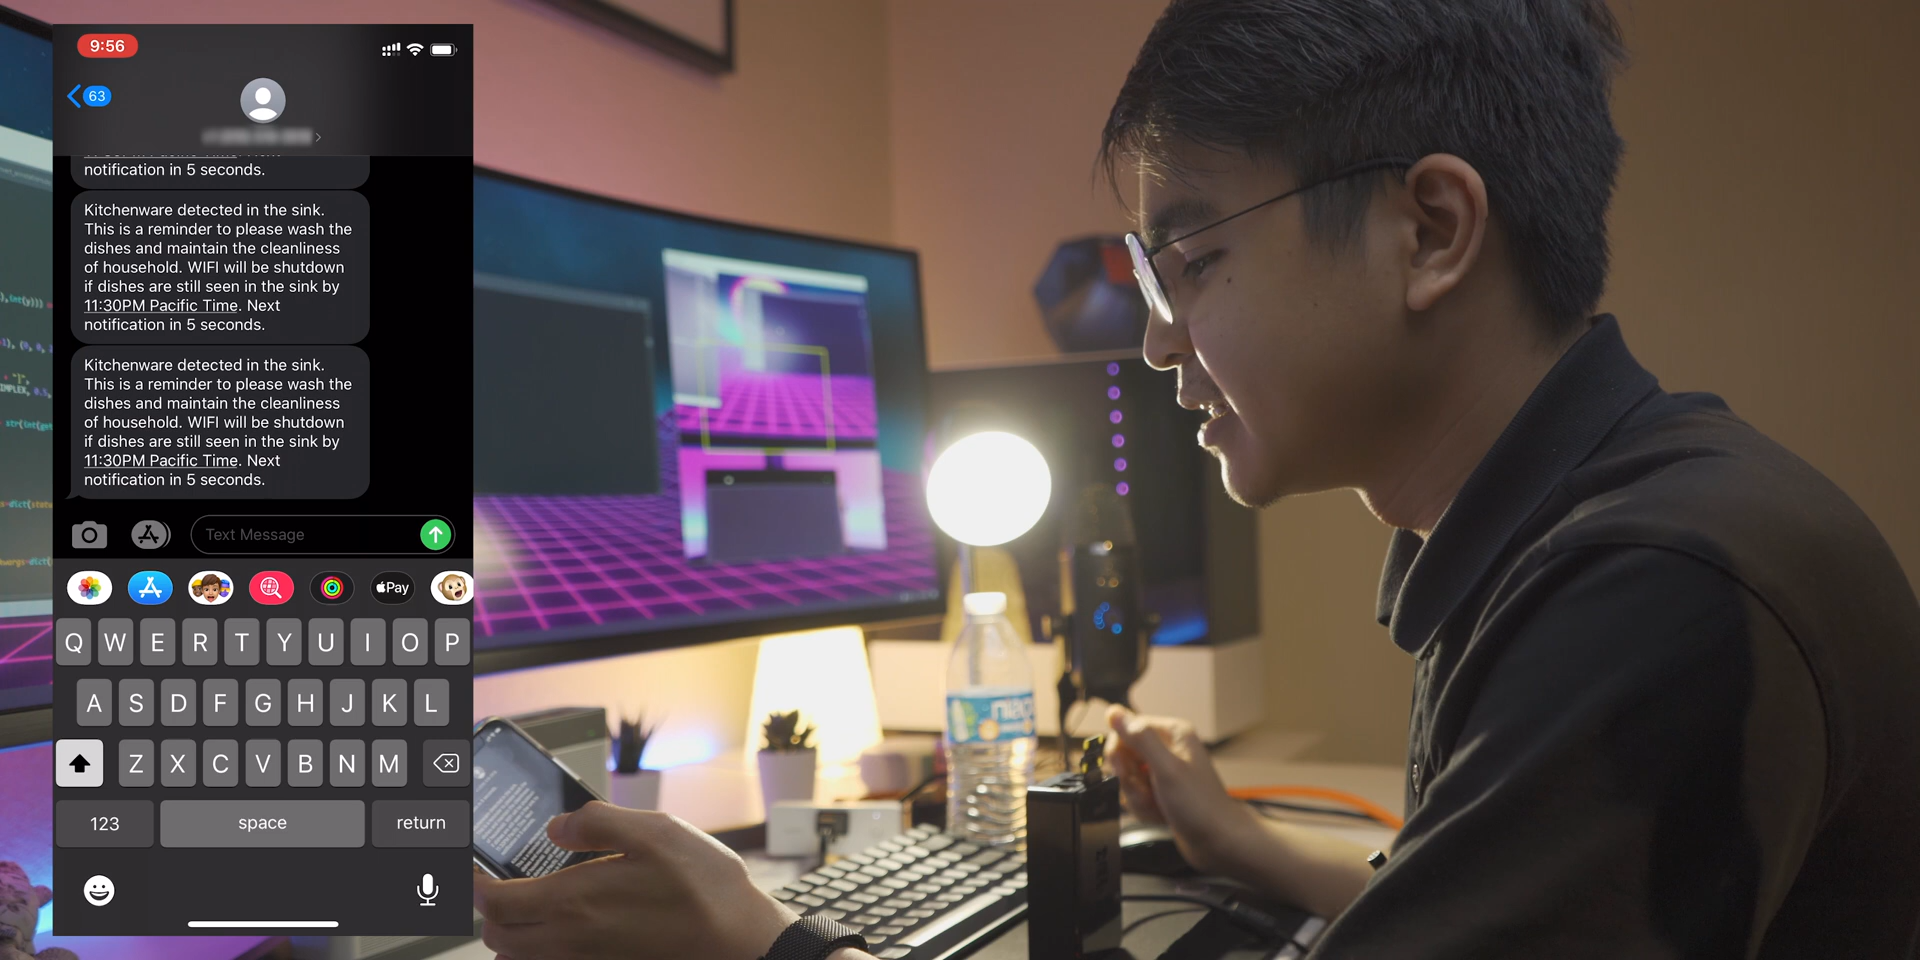 9:56
63
notification in 5 seconds.
Kitchenware detected in the sink.
This is a reminder to please wash the
dishes and maintain the cleanliness
of household. WIFI will be shutdown
if dishes are still seen in the sink by
11:30PM Pacific Time. Next
notification in 5 seconds.
Kitchenware detected in the sink.
This is a reminder to please wash the
dishes and maintain the cleanliness
of household. WIFI will be shutdown
if dishes are still seen in the sink by
11:30PM Pacific Time. Next
notification in 5 seconds.
Text Message
Pay
Q W E R T Y U I O P
A S D F G H J K L
Z X C V B N M
123 space return